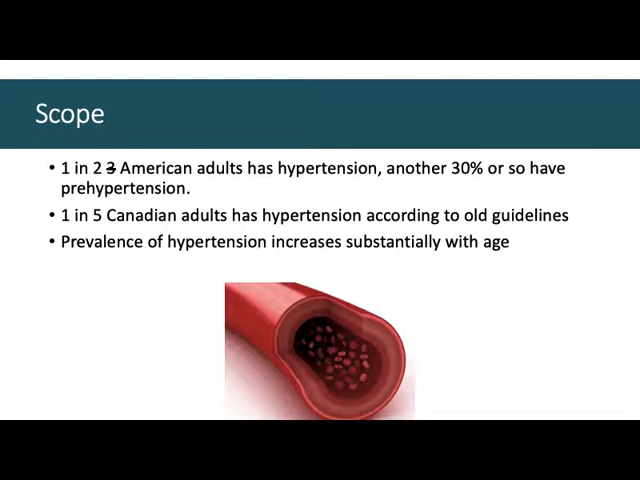 Scope
• 1 in 2 3 American adults has hypertension, another 30% or so have
prehypertension.
• 1 in 5 Canadian adults has hypertension according to old guidelines
• Prevalence of hypertension increases substantially with age